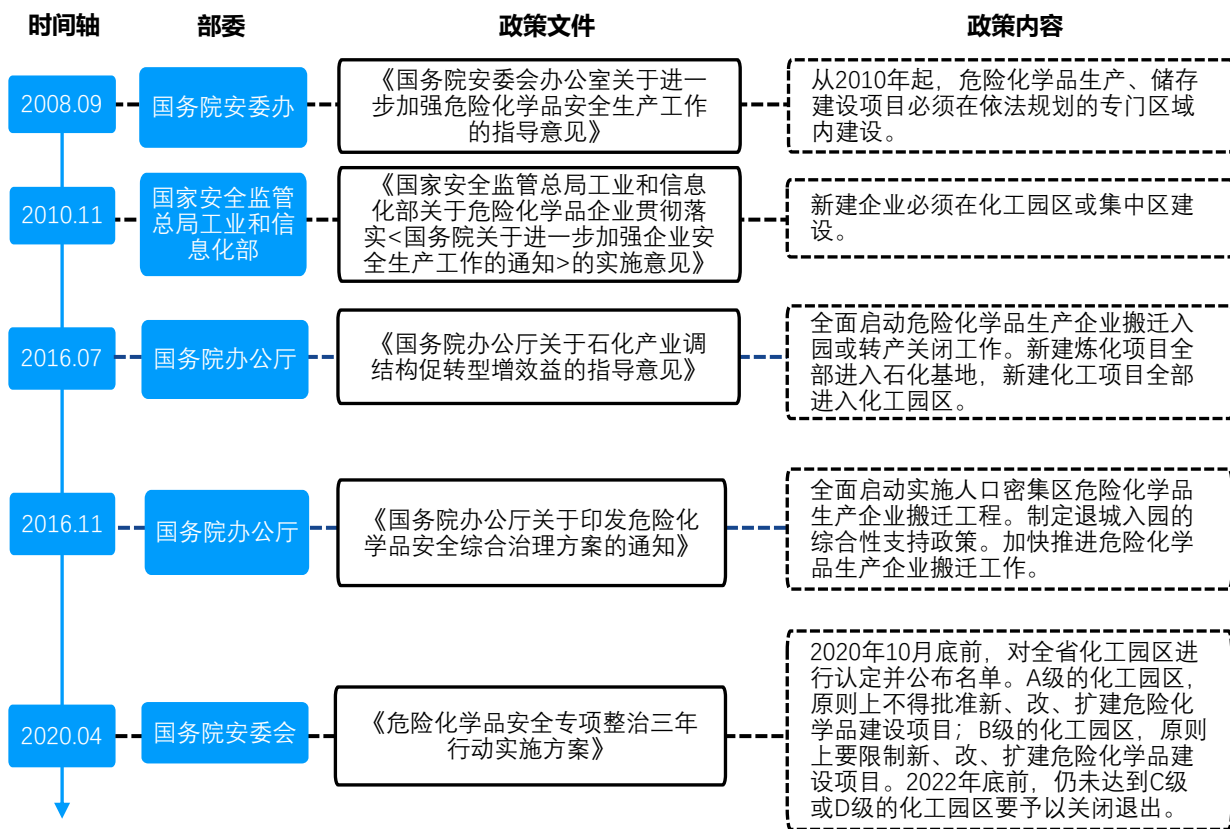 时间轴 部委 政策文件 政策内容
2008.09
国务院安委办
《国务院安委会办公室关于进一
步加强危险化学品安全生产工作
的指导意见》
从2010年起，危险化学品生产、储存
建设项目必须在依法规划的专门区域
内建设。
2010.11
国家安全监管
总局工业和信
息化部
《国家安全监管总局工业和信息
化部关于危险化学品企业贯彻落
实<国务院关于进一步加强企业安
全生产工作的通知>的实施意见》
新建企业必须在化工园区或集中区建
设。
2016.07
国务院办公厅
《国务院办公厅关于石化产业调
结构促转型增效益的指导意见》
全面启动危险化学品生产企业搬迁入
园或转产关闭工作。新建炼化项目全
部进入石化基地，新建化工项目全部
进入化工园区。
2016.11
国务院办公厅
《国务院办公厅关于印发危险化
学品安全综合治理方案的通知》
全面启动实施人口密集区危险化学品
生产企业搬迁工程。制定退城入园的
综合性支持政策。加快推进危险化学
品生产企业搬迁工作。
2020.04
国务院安委会
《危险化学品安全专项整治三年
行动实施方案》
2020年10月底前，对全省化工园区进
行认定并公布名单。A级的化工园区，
原则上不得批准新、改、扩建危险化
学品建设项目；B级的化工园区，原则
上要限制新、改、扩建危险化学品建
设项目。2022年底前，仍未达到C级
或D级的化工园区要予以关闭退出。